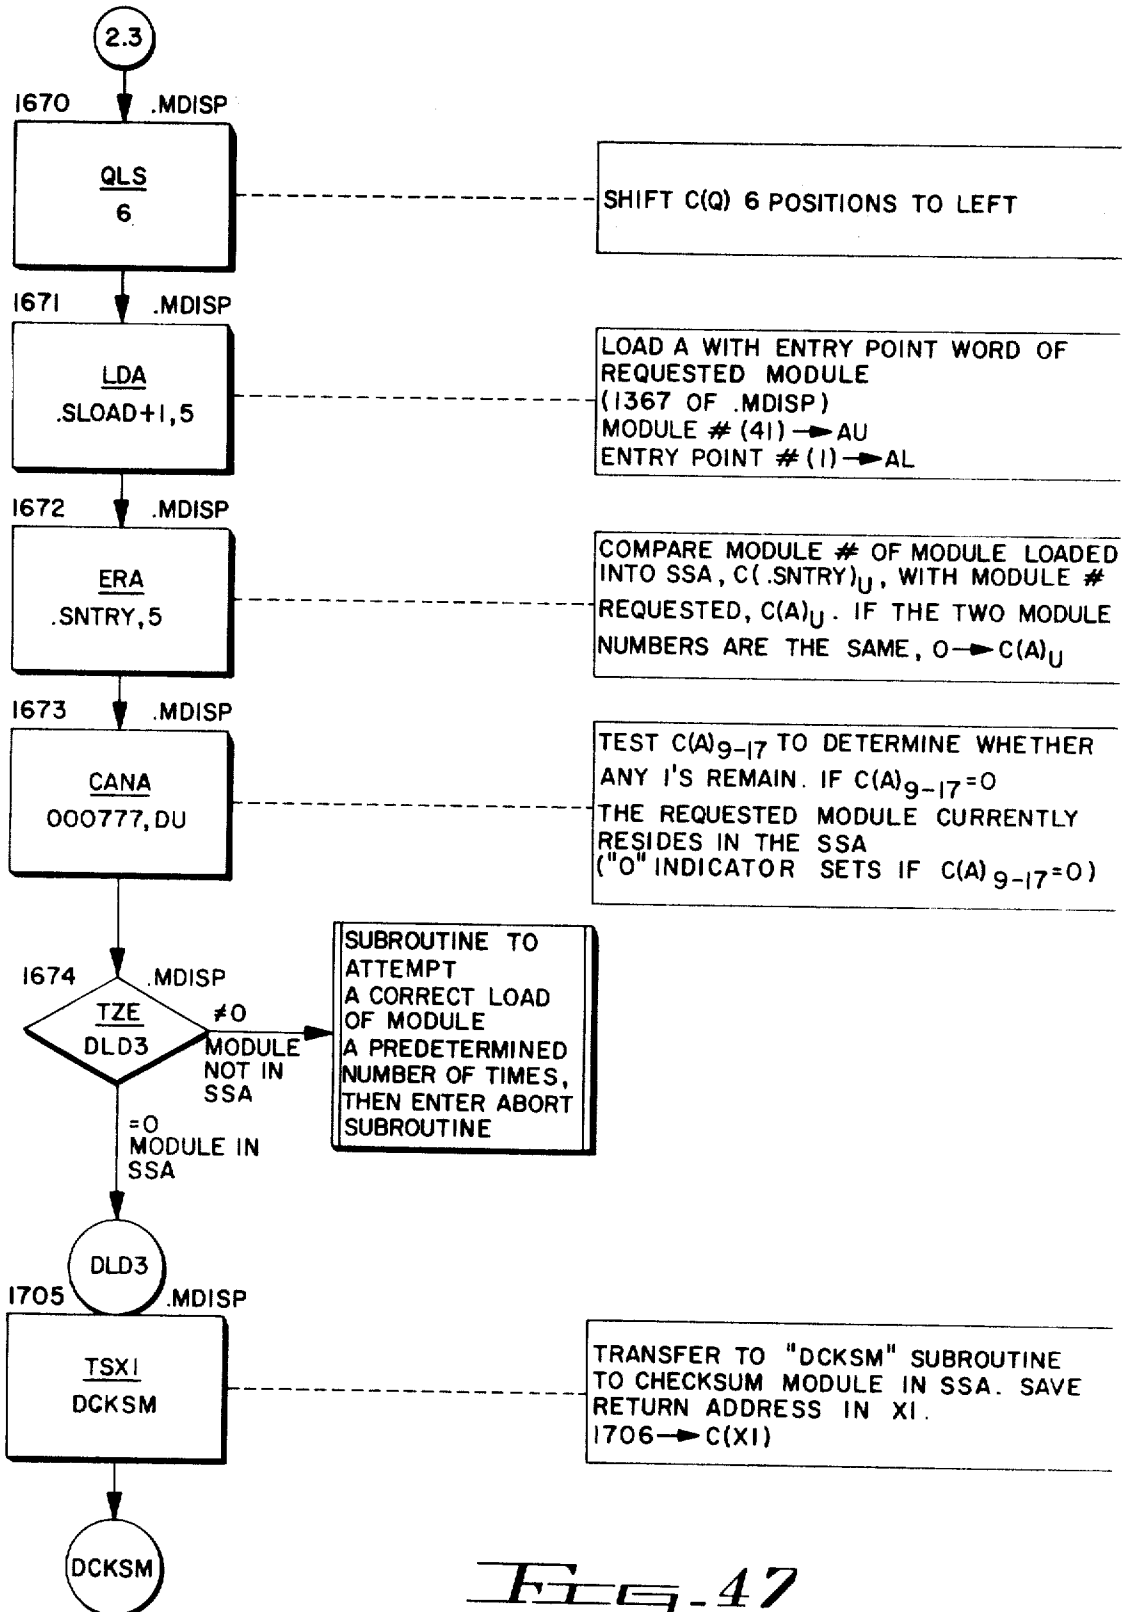 2.3
1670 .MDISP
QLS
6
SHIFT C(Q) 6 POSITIONS TO LEFT
1671 .MDISP
LDA
.SLOAD+1,5
LOAD A WITH ENTRY POINT WORD OF
REQUESTED MODULE
(1367 OF .MDISP)
MODULE # (41)→AU
ENTRY POINT #(1)→AL
1672 .MDISP
ERA
.SNTRY,5
COMPARE MODULE # OF MODULE LOADED
INTO SSA, C(.SNTRY)U, WITH MODULE #
REQUESTED, C(A)U. IF THE TWO MODULE
NUMBERS ARE THE SAME, 0→C(A)U
1673 .MDISP
CANA
000777,DU
TEST C(A)9-17 TO DETERMINE WHETHER
ANY 1'S REMAIN. IF C(A)9-17=0
THE REQUESTED MODULE CURRENTLY
RESIDES IN THE SSA
("0" INDICATOR SETS IF C(A)9-17=0)
1674 .MDISP
TZE
DLD3
≠0
MODULE
NOT IN
SSA
SUBROUTINE TO
ATTEMPT
A CORRECT LOAD
OF MODULE
A PREDETERMINED
NUMBER OF TIMES,
THEN ENTER ABORT
SUBROUTINE
=0
MODULE IN
SSA
DLD3
1705 .MDISP
TSX1
DCKSM
TRANSFER TO "DCKSM" SUBROUTINE
TO CHECKSUM MODULE IN SSA. SAVE
RETURN ADDRESS IN X1.
1706→C(X1)
DCKSM
FIG-47